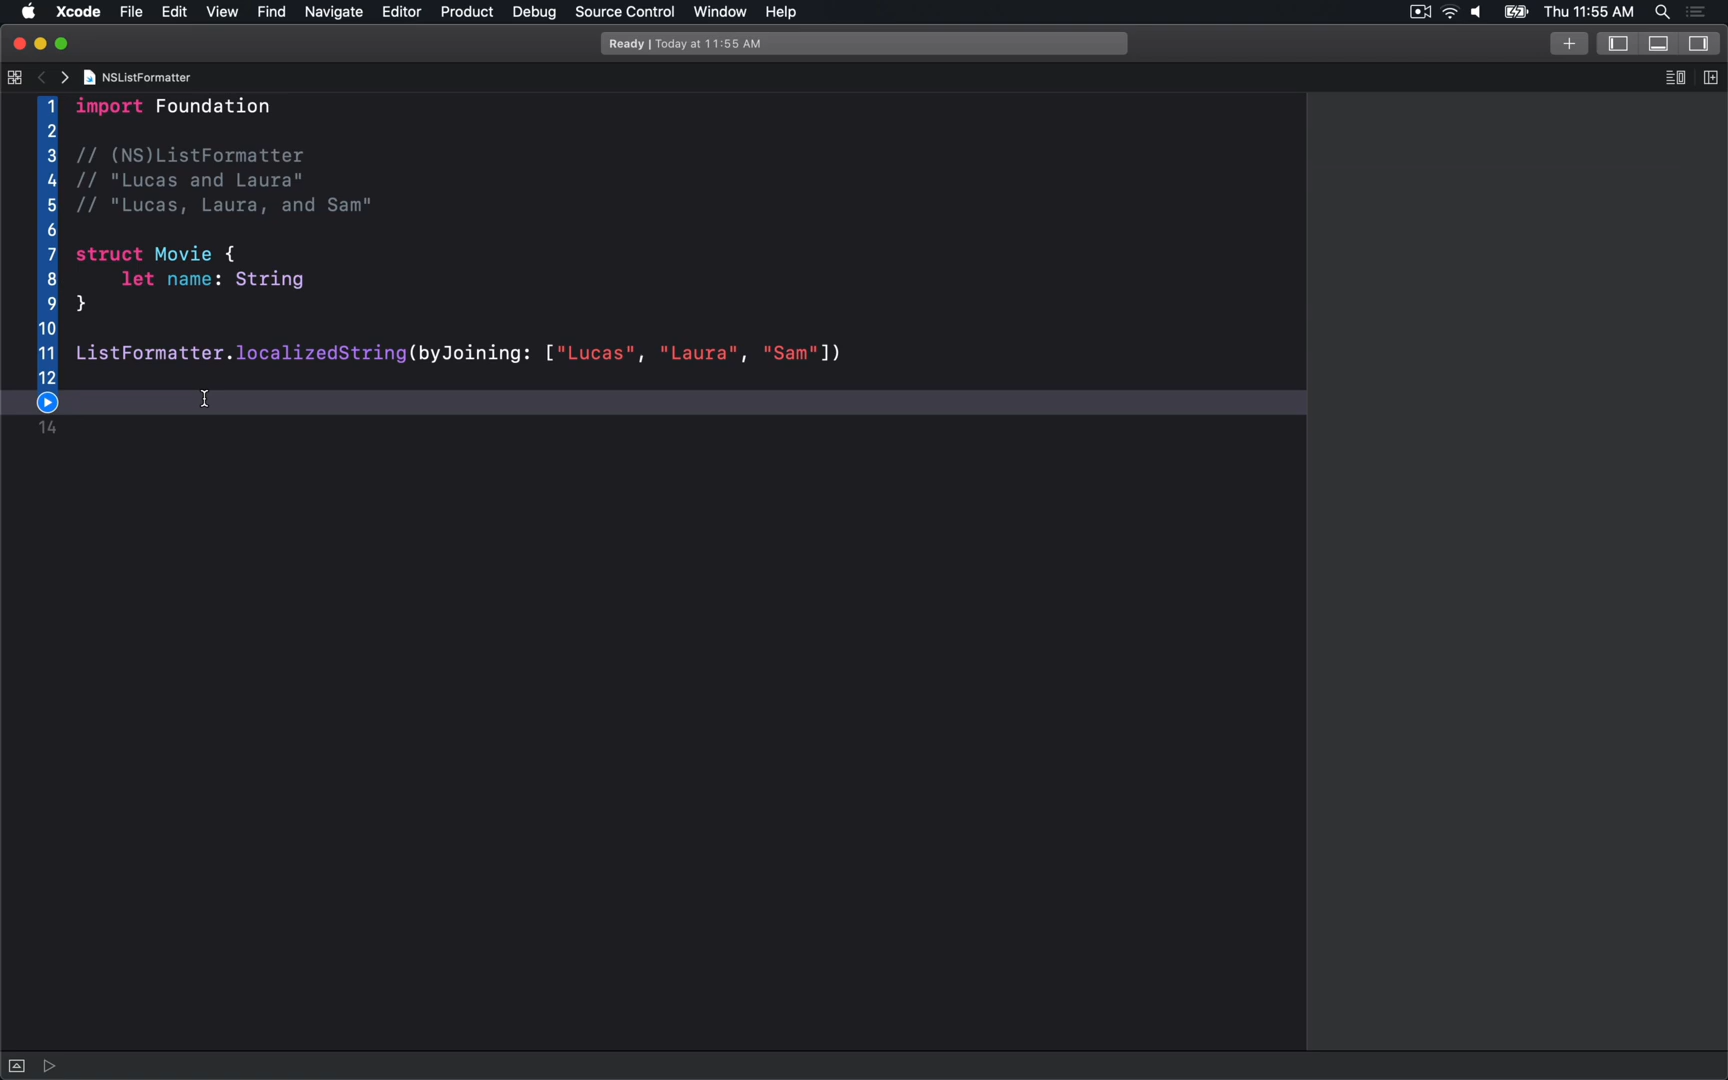 Xcode File Edit View Find Navigate Editor Product Debug Source Control Window Help Thu 11:55 AM
Ready | Today at 11:55 AM
NSListFormatter
1 import Foundation
2
3 // (NS)ListFormatter
4 // "Lucas and Laura"
5 // "Lucas, Laura, and Sam"
6
7 struct Movie {
8 let name: String
9 }
10
11 ListFormatter.localizedString(byJoining: ["Lucas", "Laura", "Sam"])
12
14